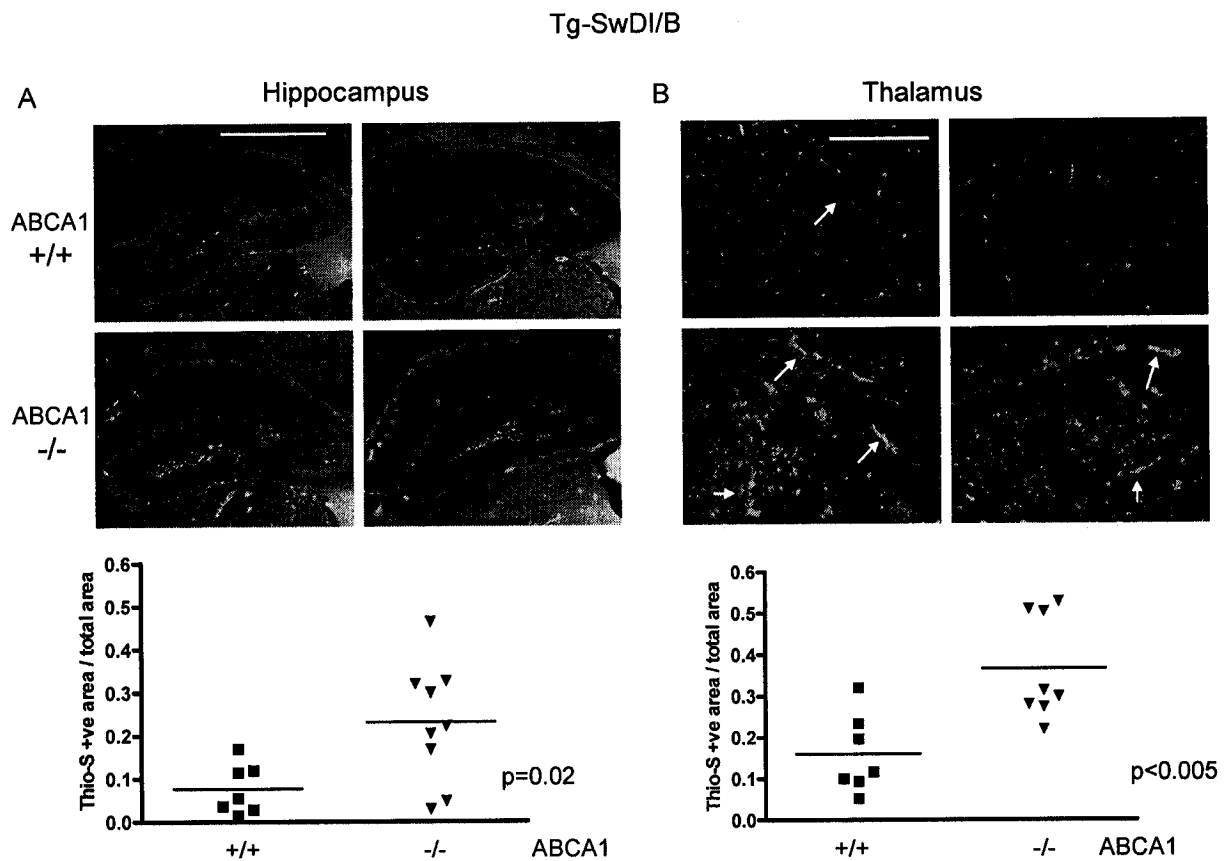 Tg-SwDI/B
A
Hippocampus
B
Thalamus
ABCA1
+/+
ABCA1
-/-
Thio-S +ve area / total area
0.6
0.5
0.4
0.3
0.2
0.1
0.0
p=0.02
+/+
-/-
ABCA1
Thio-S +ve area / total area
0.6
0.5
0.4
0.3
0.2
0.1
0.0
p<0.005
+/+
-/-
ABCA1